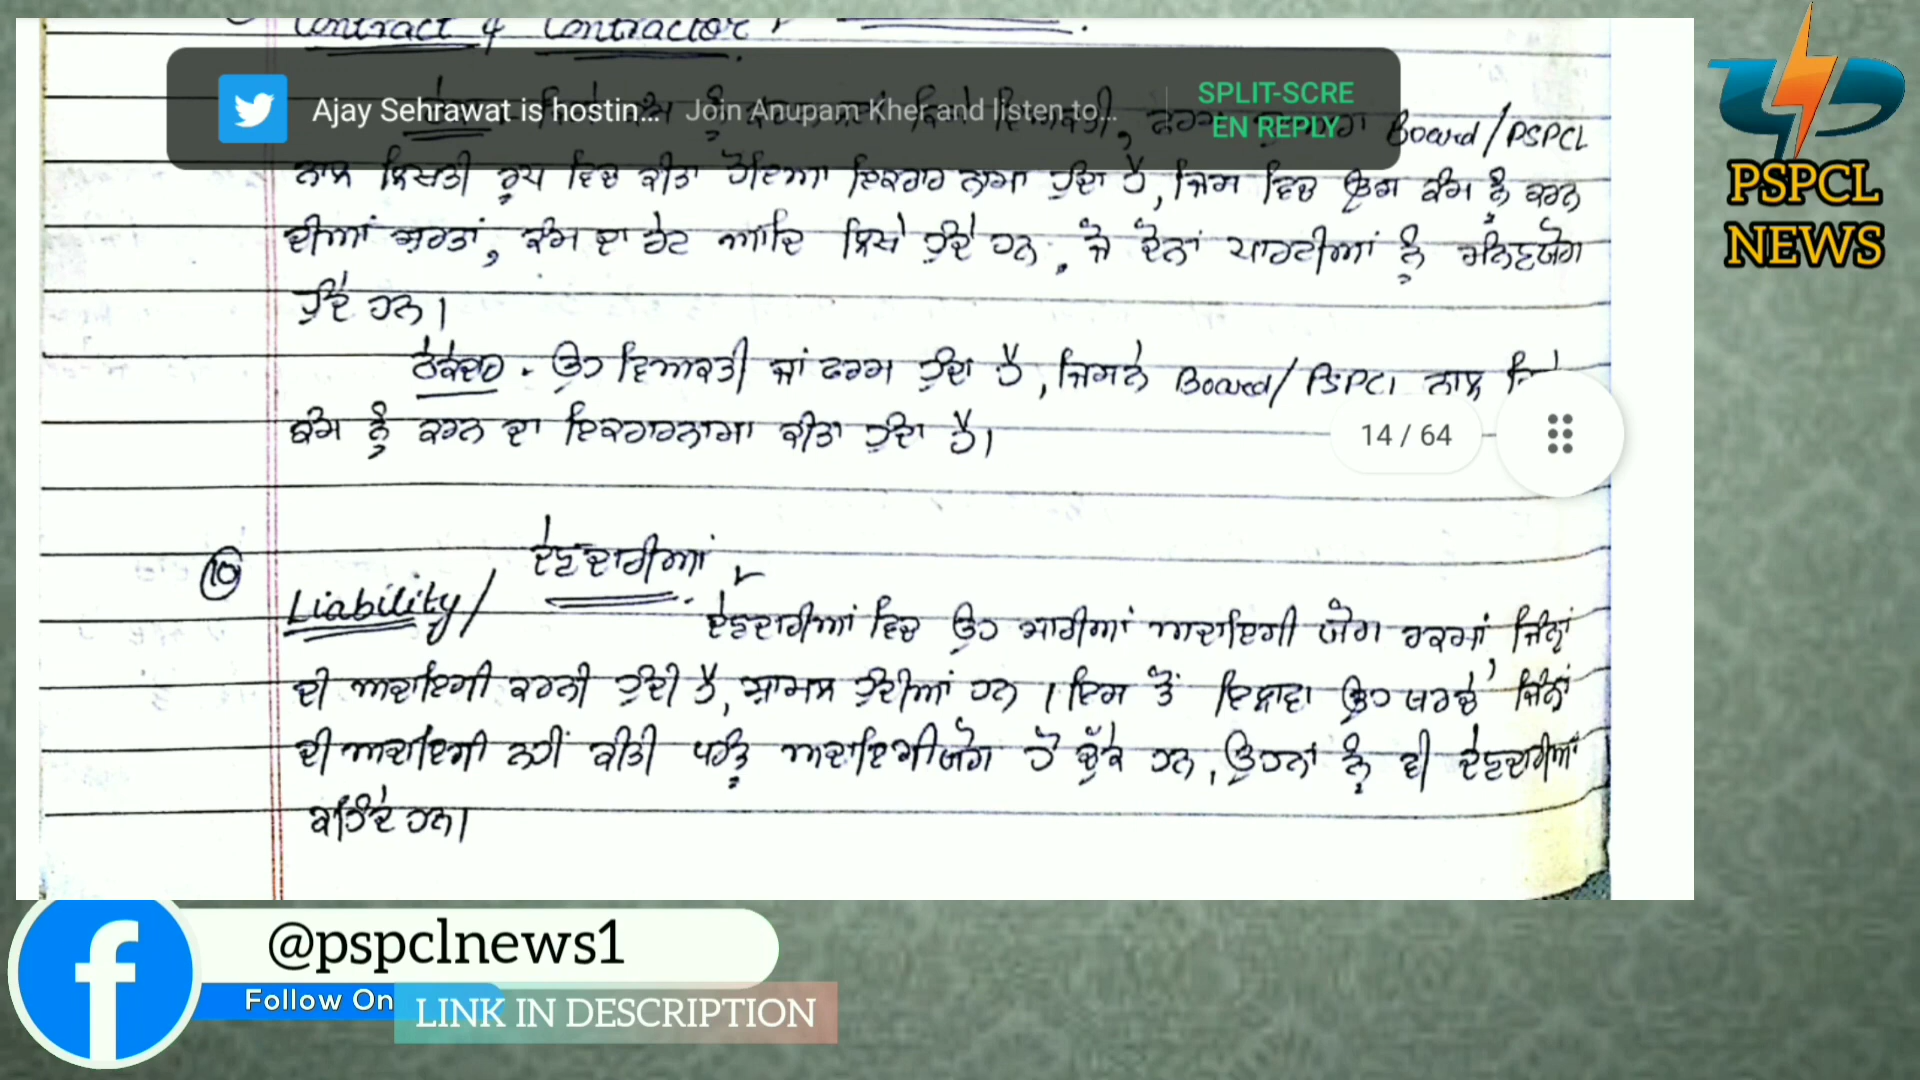 Contract & Contractor
Ajay Sehrawat is hostin... Join Anupam Kher and listen to...
SPLIT-SCRE
EN REPLY
Board/PSPCL
ਨਾਲ ਲਿਖਤੀ ਰੂਪ ਵਿਚ ਕੀਤਾ ਹੋਇਆ ਇਕਰਾਰ ਨਾਮਾ ਹੁੰਦਾ ਹੈ, ਜਿਸ ਵਿਚ ਉਸ ਕੰਮ ਨੂੰ ਕਰਨ
ਦੀਆਂ ਸ਼ਰਤਾਂ, ਕੰਮ ਦਾ ਰੇਟ ਆਦਿ ਲਿਖੇ ਹੁੰਦੇ ਹਨ, ਜੋ ਦੋਨਾਂ ਪਾਰਟੀਆਂ ਨੂੰ ਮੰਨਣਯੋਗ
ਹੁੰਦੇ ਹਨ।
ਠੇਕੇਦਾਰ - ਉਹ ਵਿਅਕਤੀ ਜਾਂ ਫਰਮ ਹੁੰਦਾ ਹੈ, ਜਿਸਨੇ Board/PSPCL ਨਾਲ
ਕੰਮ ਨੂੰ ਕਰਨ ਦਾ ਇਕਰਾਰਨਾਮਾ ਕੀਤਾ ਹੁੰਦਾ ਹੈ।
14 / 64
10 Liability/ ਦੇਣਦਾਰੀਆਂ
ਦੇਣਦਾਰੀਆਂ ਵਿਚ ਉਹ ਸਾਰੀਆਂ ਅਦਾਇਗੀ ਯੋਗ ਰਕਮਾਂ, ਜਿੰਨਾਂ
ਦੀ ਅਦਾਇਗੀ ਕਰਨੀ ਹੁੰਦੀ ਹੈ, ਸ਼ਾਮਲ ਹੁੰਦੀਆਂ ਹਨ। ਇਸ ਤੋਂ ਇਲਾਵਾ ਉਹ ਖਰਚੇ ਜਿੰਨਾਂ
ਦੀ ਅਦਾਇਗੀ ਨਹੀਂ ਕੀਤੀ ਪਰੰਤੂ ਅਦਾਇਗੀਯੋਗ ਹੋ ਚੁੱਕੇ ਹਨ, ਉਹਨਾਂ ਨੂੰ ਵੀ ਦੇਣਦਾਰੀਆਂ
ਕਹਿੰਦੇ ਹਨ।
PSPCL
NEWS
@pspclnews1
Follow On
LINK IN DESCRIPTION